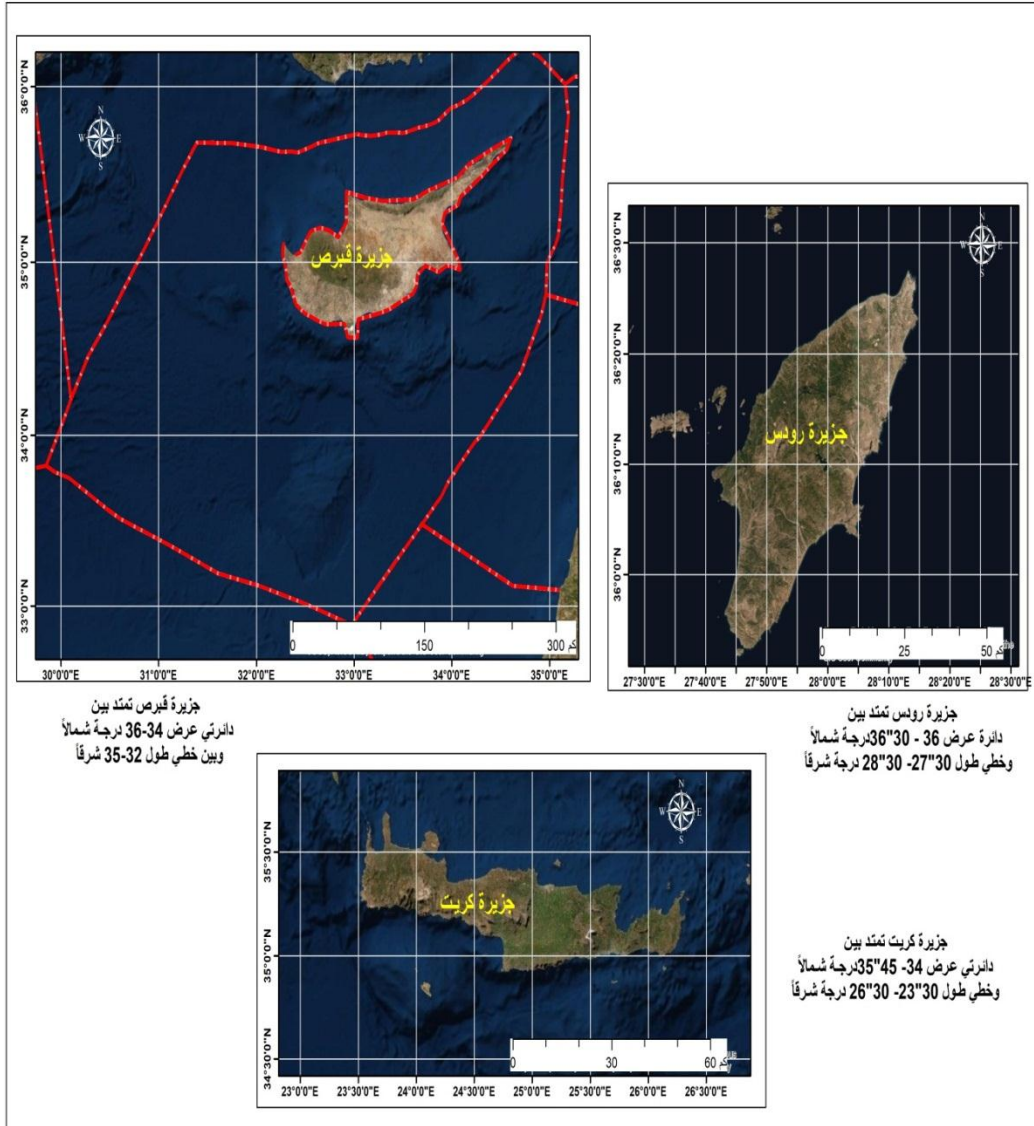 36°0'0"N
35°0'0"N
34°0'0"N
33°0'0"N
N
W E
S
جزيرة قبرص
0 150 300 كم
30°0'0"E 31°0'0"E 32°0'0"E 33°0'0"E 34°0'0"E 35°0'0"E
جزيرة قبرص تمتد بين
دائرتي عرض 34-36 درجة شمالاً
وبين خطي طول 32-35 شرقاً
36°30'0"N
36°20'0"N
36°10'0"N
36°0'0"N
N
W E
S
جزيرة رودس
0 25 50 كم
27°30'0"E 27°40'0"E 27°50'0"E 28°0'0"E 28°10'0"E 28°20'0"E 28°30'0"E
جزيرة رودس تمتد بين
دائرة عرض 36 - 30"36درجة شمالاً
وخطي طول 30"27- 30"28 درجة شرقاً
35°30'0"N
35°0'0"N
34°30'0"N
N
W E
S
جزيرة كريت
0 30 60 كم
23°0'0"E 23°30'0"E 24°0'0"E 24°30'0"E 25°0'0"E 25°30'0"E 26°0'0"E 26°30'0"E
جزيرة كريت تمتد بين
دائرتي عرض 34- 45"35درجة شمالاً
وخطي طول 30"23- 30"26 درجة شرقاً